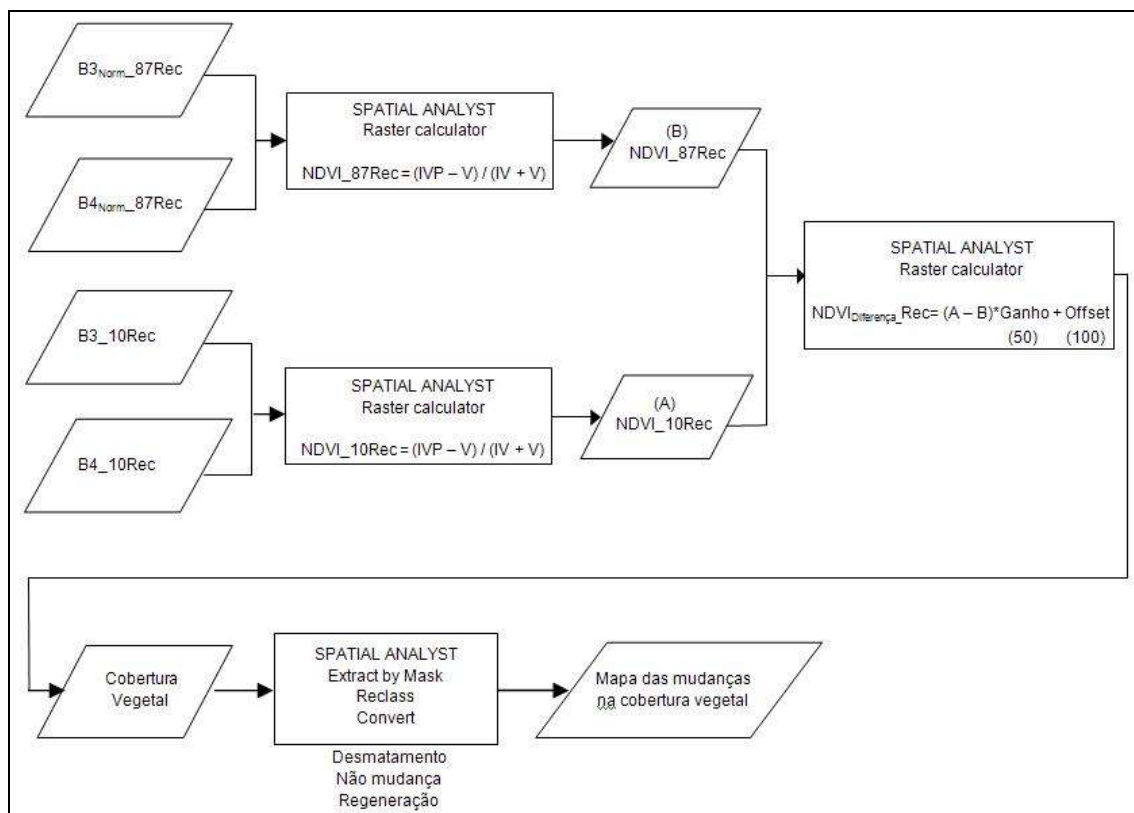 B3Norm_87Rec
B4Norm_87Rec
SPATIAL ANALYST
Raster calculator
NDVI_87Rec = (IVP – V) / (IV + V)
(B)
NDVI_87Rec
B3_10Rec
B4_10Rec
SPATIAL ANALYST
Raster calculator
NDVI_10Rec = (IVP – V) / (IV + V)
(A)
NDVI_10Rec
SPATIAL ANALYST
Raster calculator
NDVIDiferença_Rec= (A – B)*Ganho + Offset
(50) (100)
Cobertura
Vegetal
SPATIAL ANALYST
Extract by Mask
Reclass
Convert
Desmatamento
Não mudança
Regeneração
Mapa das mudanças
na cobertura vegetal